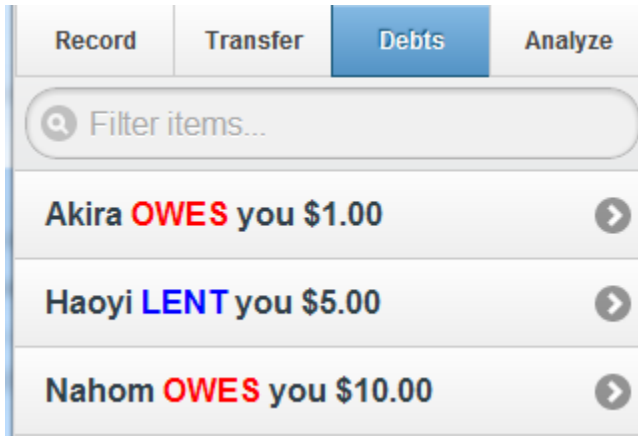 Record Transfer Debts Analyze
Filter items...
Akira OWES you $1.00
Haoyi LENT you $5.00
Nahom OWES you $10.00